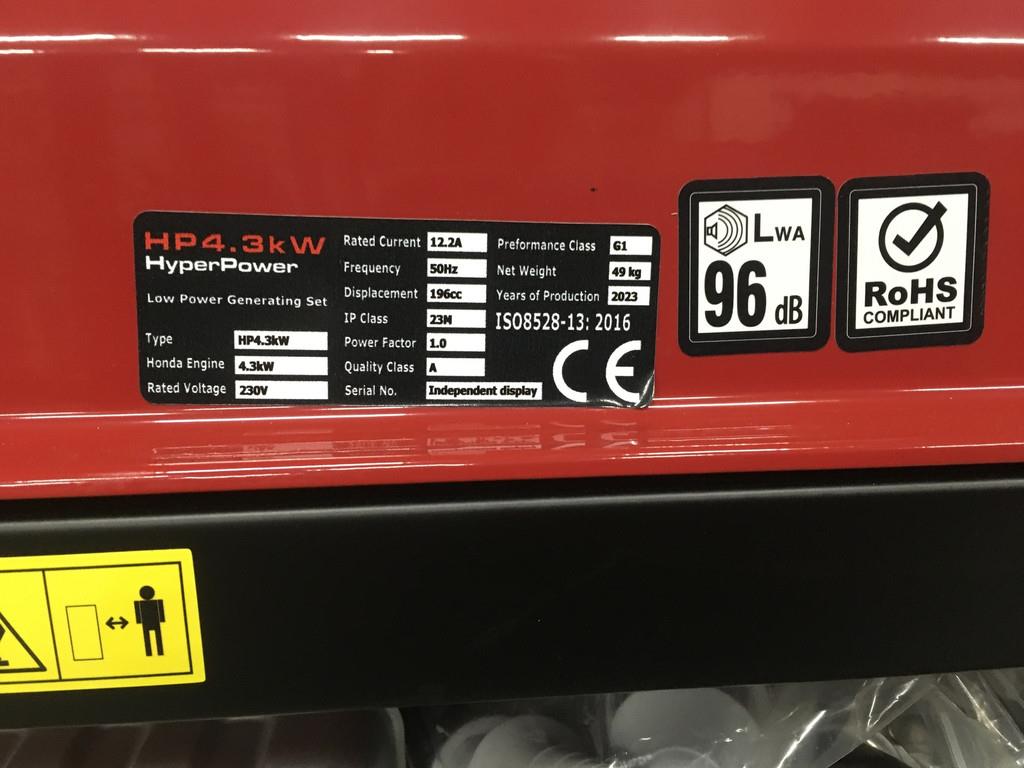 HP4.3kW
HyperPower
Low Power Generating Set
Type HP4.3kW
Honda Engine 4.3kW
Rated Voltage 230V
Rated Current 12.2A
Frequency 50Hz
Displacement 196cc
IP Class 23M
Power Factor 1.0
Quality Class A
Serial No. Independent display
Preformance Class G1
Net Weight 49 kg
Years of Production 2023
ISO8528-13: 2016
CE
LWA
96 dB
RoHS
COMPLIANT